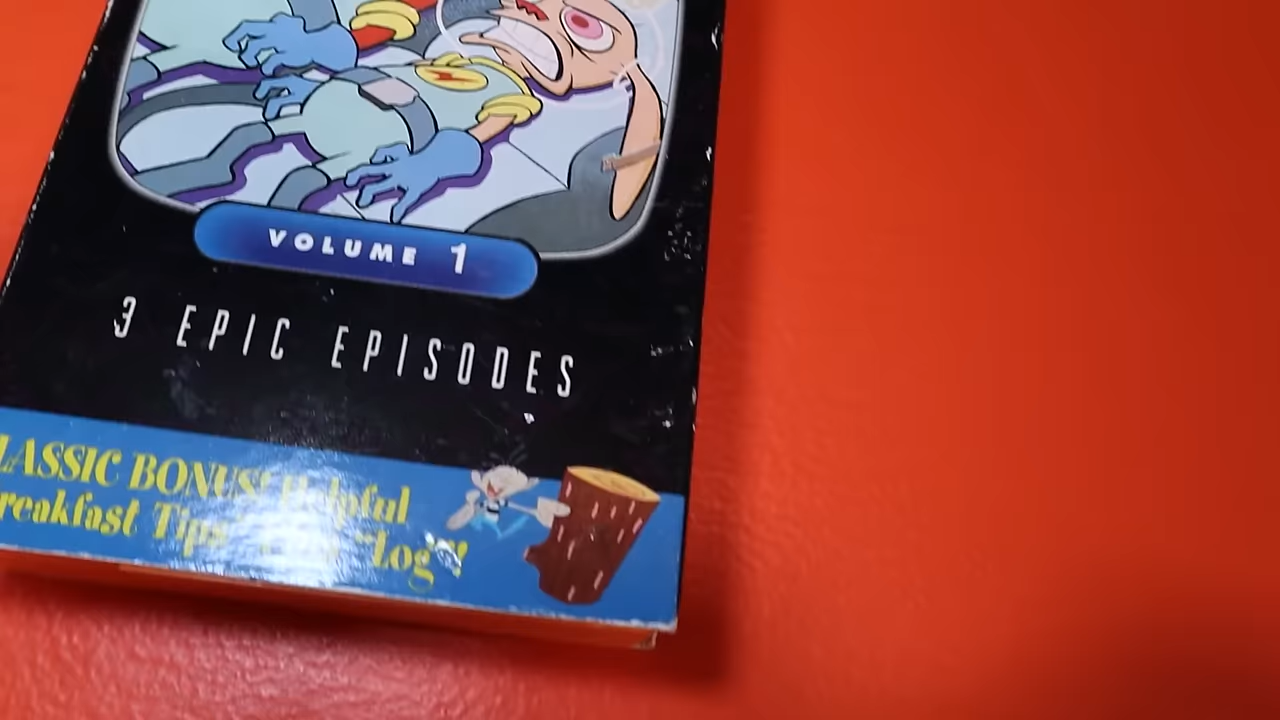 VOLUME 1
3 EPIC EPISODES
LASSIC BONUS! Helpful
reakfast Tips "Log"!